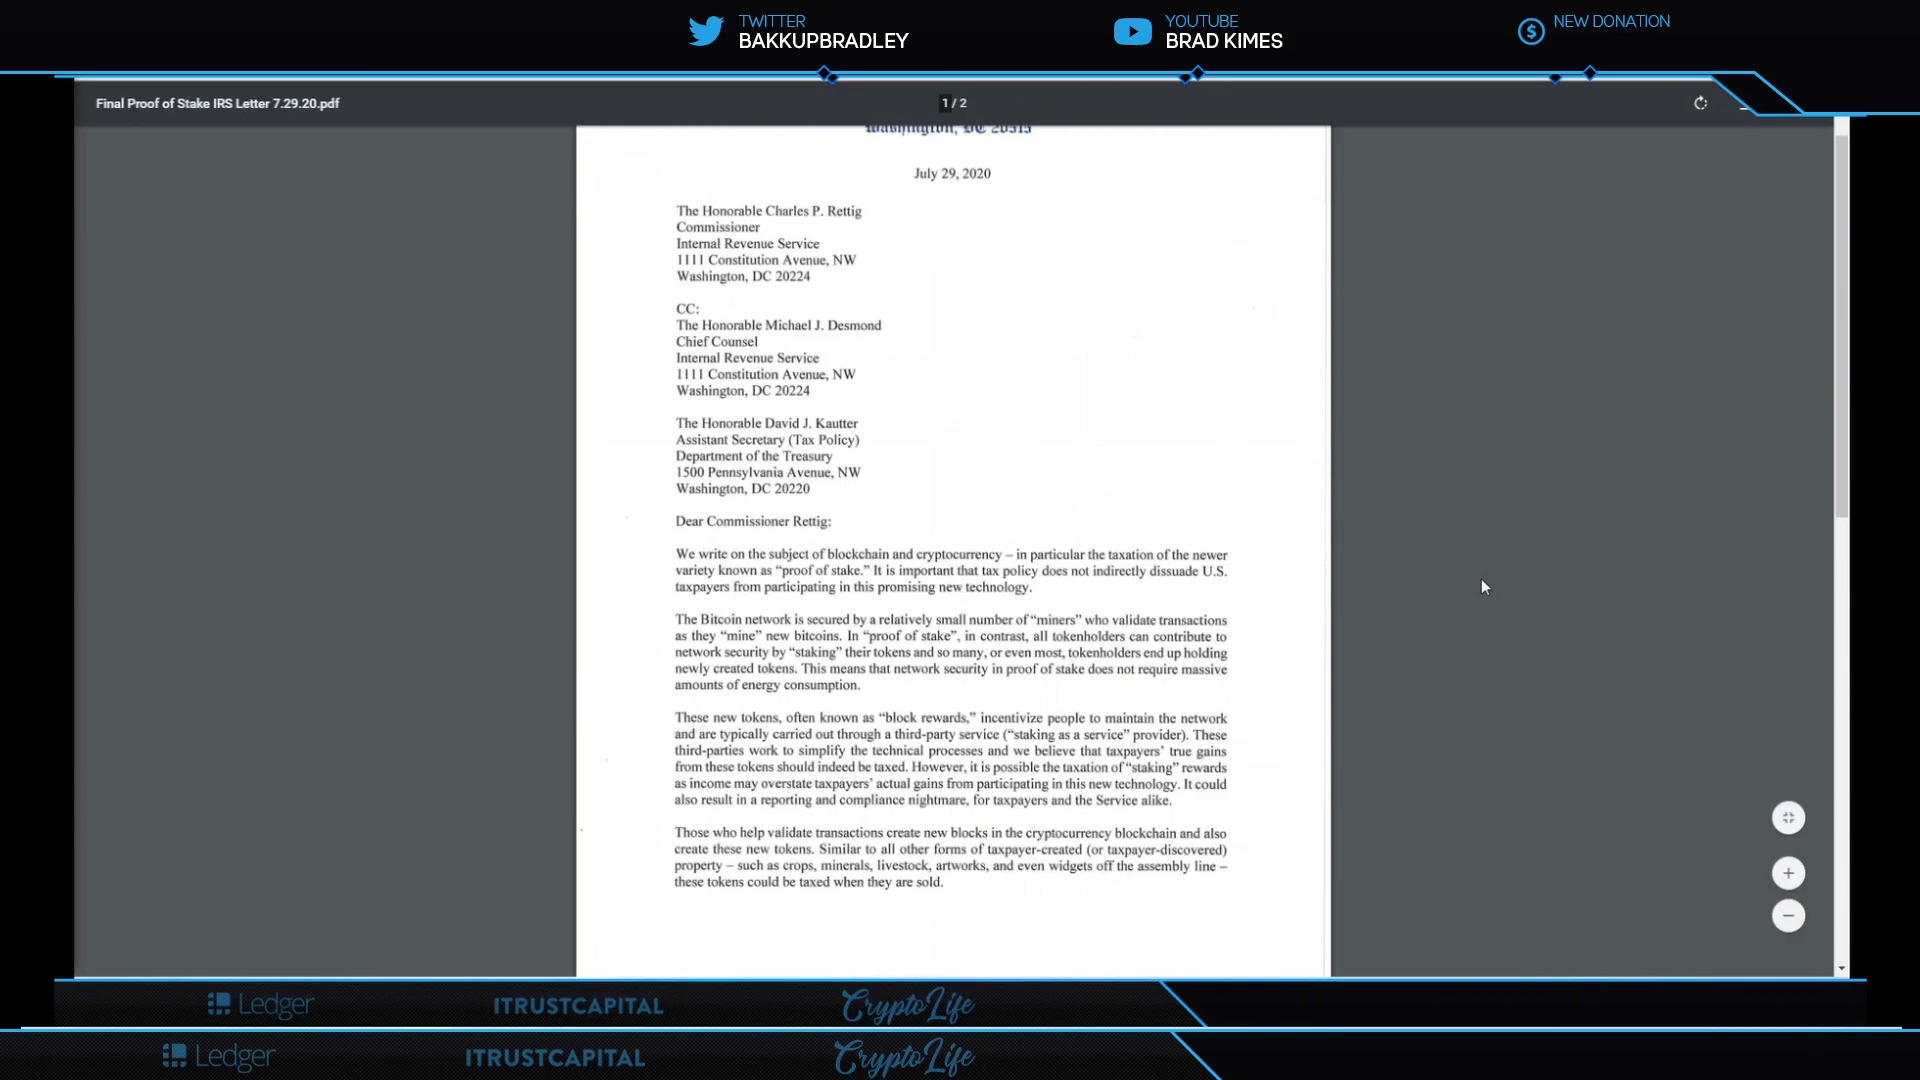 TWITTER
BAKKUPBRADLEY
YOUTUBE
BRAD KIMES
NEW DONATION
Final Proof of Stake IRS Letter 7.29.20.pdf
1 / 2
Washington, DC 20515
July 29, 2020
The Honorable Charles P. Rettig
Commissioner
Internal Revenue Service
1111 Constitution Avenue, NW
Washington, DC 20224
CC:
The Honorable Michael J. Desmond
Chief Counsel
Internal Revenue Service
1111 Constitution Avenue, NW
Washington, DC 20224
The Honorable David J. Kautter
Assistant Secretary (Tax Policy)
Department of the Treasury
1500 Pennsylvania Avenue, NW
Washington, DC 20220
Dear Commissioner Rettig:
We write on the subject of blockchain and cryptocurrency – in particular the taxation of the newer
variety known as “proof of stake.” It is important that tax policy does not indirectly dissuade U.S.
taxpayers from participating in this promising new technology.
The Bitcoin network is secured by a relatively small number of “miners” who validate transactions
as they “mine” new bitcoins. In “proof of stake”, in contrast, all tokenholders can contribute to
network security by “staking” their tokens and so many, or even most, tokenholders end up holding
newly created tokens. This means that network security in proof of stake does not require massive
amounts of energy consumption.
These new tokens, often known as “block rewards,” incentivize people to maintain the network
and are typically carried out through a third-party service (“staking as a service” provider). These
third-parties work to simplify the technical processes and we believe that taxpayers’ true gains
from these tokens should indeed be taxed. However, it is possible the taxation of “staking” rewards
as income may overstate taxpayers’ actual gains from participating in this new technology. It could
also result in a reporting and compliance nightmare, for taxpayers and the Service alike.
Those who help validate transactions create new blocks in the cryptocurrency blockchain and also
create these new tokens. Similar to all other forms of taxpayer-created (or taxpayer-discovered)
property – such as crops, minerals, livestock, artworks, and even widgets off the assembly line –
these tokens could be taxed when they are sold.
Ledger ITRUSTCAPITAL CryptoLife
Ledger ITRUSTCAPITAL CryptoLife